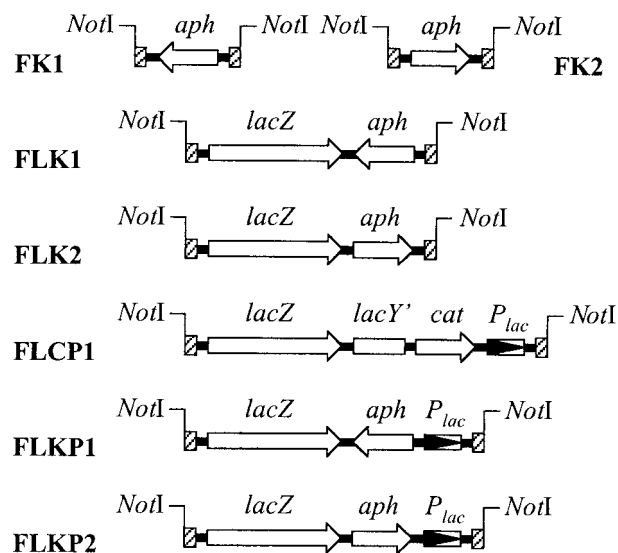 NotI aph NotI NotI aph NotI
FK1 FK2
NotI lacZ aph NotI
FLK1
NotI lacZ aph NotI
FLK2
NotI lacZ lacY' cat Plac NotI
FLCP1
NotI lacZ aph Plac NotI
FLKP1
NotI lacZ aph Plac NotI
FLKP2